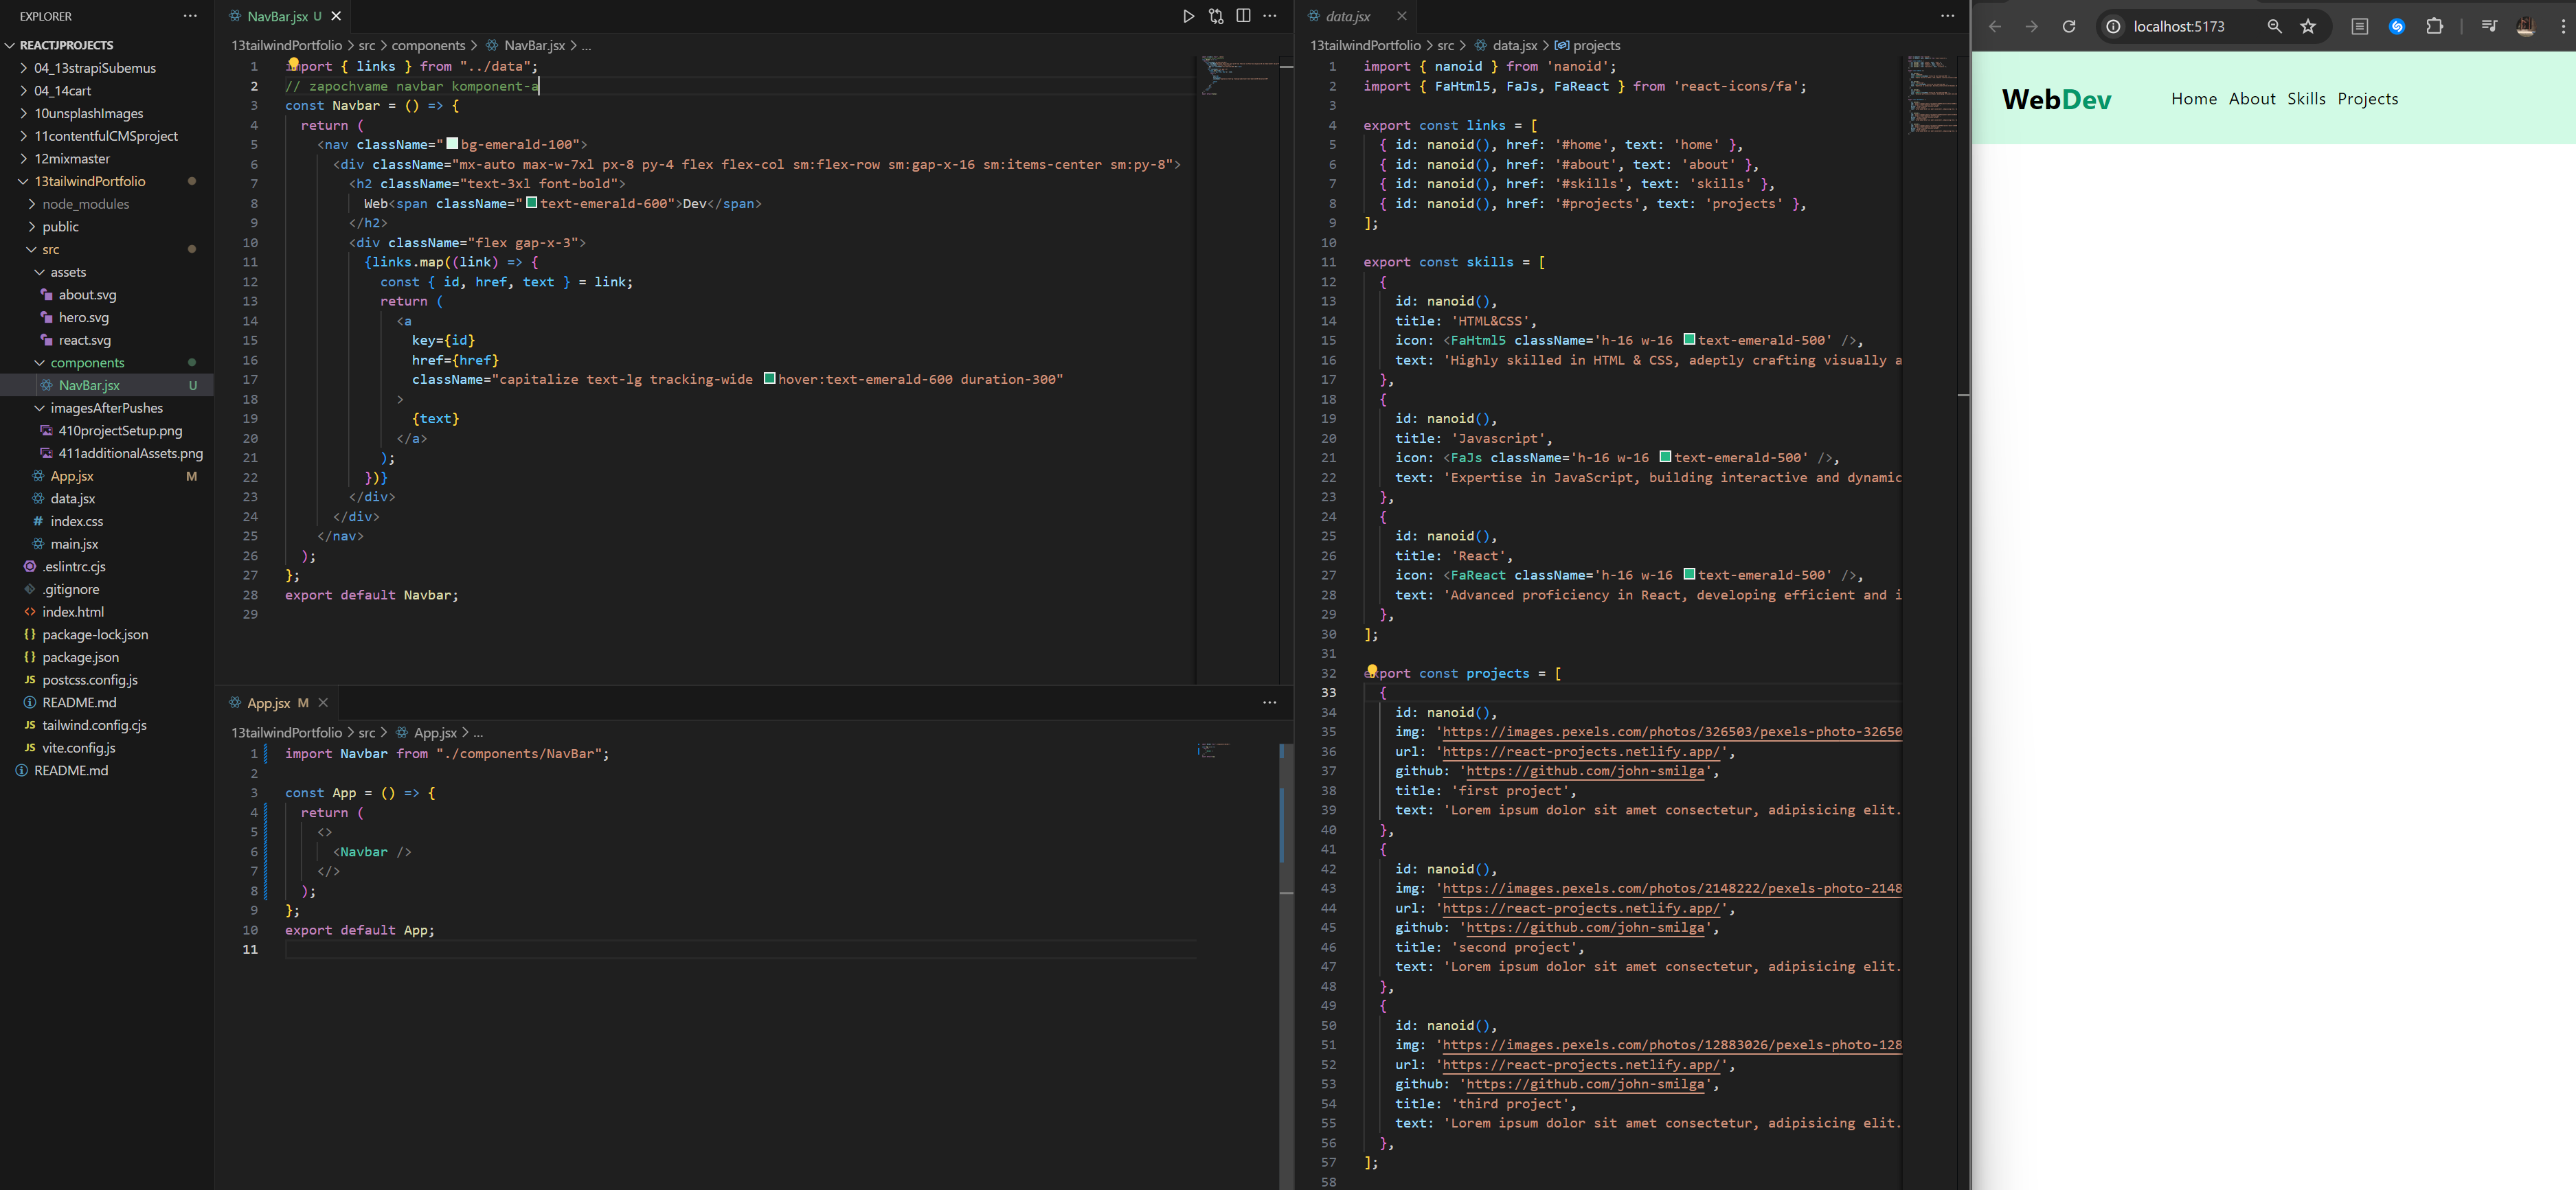 EXPLORER
REACTJPROJECTS
04_13strapiSubemus
04_14cart
10unsplashImages
11contentfulCMSproject
12mixmaster
13tailwindPortfolio
node_modules
public
src
assets
about.svg
hero.svg
react.svg
components
NavBar.jsx U
imagesAfterPushes
410projectSetup.png
411additionalAssets.png
App.jsx M
data.jsx
index.css
main.jsx
.eslintrc.cjs
.gitignore
index.html
package-lock.json
package.json
postcss.config.js
README.md
tailwind.config.cjs
vite.config.js
README.md
NavBar.jsx U
13tailwindPortfolio > src > components > NavBar.jsx > ...
1 import { links } from "../data";
2 // zapochvame navbar komponent-a
3 const Navbar = () => {
4 return (
5 <nav className="bg-emerald-100">
6 <div className="mx-auto max-w-7xl px-8 py-4 flex flex-col sm:flex-row sm:gap-x-16 sm:items-center sm:py-8">
7 <h2 className="text-3xl font-bold">
8 Web<span className="text-emerald-600">Dev</span>
9 </h2>
10 <div className="flex gap-x-3">
11 {links.map((link) => {
12 const { id, href, text } = link;
13 return (
14 <a
15 key={id}
16 href={href}
17 className="capitalize text-lg tracking-wide hover:text-emerald-600 duration-300"
18 >
19 {text}
20 </a>
21 );
22 })}
23 </div>
24 </div>
25 </nav>
26 );
27 };
28 export default Navbar;
29
App.jsx M
13tailwindPortfolio > src > App.jsx > ...
1 import Navbar from "./components/NavBar";
2
3 const App = () => {
4 return (
5 <>
6 <Navbar />
7 </>
8 );
9 };
10 export default App;
11
data.jsx
13tailwindPortfolio > src > data.jsx > projects
1 import { nanoid } from 'nanoid';
2 import { FaHtml5, FaJs, FaReact } from 'react-icons/fa';
3
4 export const links = [
5 { id: nanoid(), href: '#home', text: 'home' },
6 { id: nanoid(), href: '#about', text: 'about' },
7 { id: nanoid(), href: '#skills', text: 'skills' },
8 { id: nanoid(), href: '#projects', text: 'projects' },
9 ];
10
11 export const skills = [
12 {
13 id: nanoid(),
14 title: 'HTML&CSS',
15 icon: <FaHtml5 className='h-16 w-16 text-emerald-500' />,
16 text: 'Highly skilled in HTML & CSS, adeptly crafting visually a
17 },
18 {
19 id: nanoid(),
20 title: 'Javascript',
21 icon: <FaJs className='h-16 w-16 text-emerald-500' />,
22 text: 'Expertise in JavaScript, building interactive and dynamic
23 },
24 {
25 id: nanoid(),
26 title: 'React',
27 icon: <FaReact className='h-16 w-16 text-emerald-500' />,
28 text: 'Advanced proficiency in React, developing efficient and i
29 },
30 ];
31
32 export const projects = [
33 {
34 id: nanoid(),
35 img: 'https://images.pexels.com/photos/326503/pexels-photo-32650
36 url: 'https://react-projects.netlify.app/',
37 github: 'https://github.com/john-smilga',
38 title: 'first project',
39 text: 'Lorem ipsum dolor sit amet consectetur, adipisicing elit.
40 },
41 {
42 id: nanoid(),
43 img: 'https://images.pexels.com/photos/2148222/pexels-photo-2148
44 url: 'https://react-projects.netlify.app/',
45 github: 'https://github.com/john-smilga',
46 title: 'second project',
47 text: 'Lorem ipsum dolor sit amet consectetur, adipisicing elit.
48 },
49 {
50 id: nanoid(),
51 img: 'https://images.pexels.com/photos/12883026/pexels-photo-128
52 url: 'https://react-projects.netlify.app/',
53 github: 'https://github.com/john-smilga',
54 title: 'third project',
55 text: 'Lorem ipsum dolor sit amet consectetur, adipisicing elit.
56 },
57 ];
58
localhost:5173
WebDev Home About Skills Projects